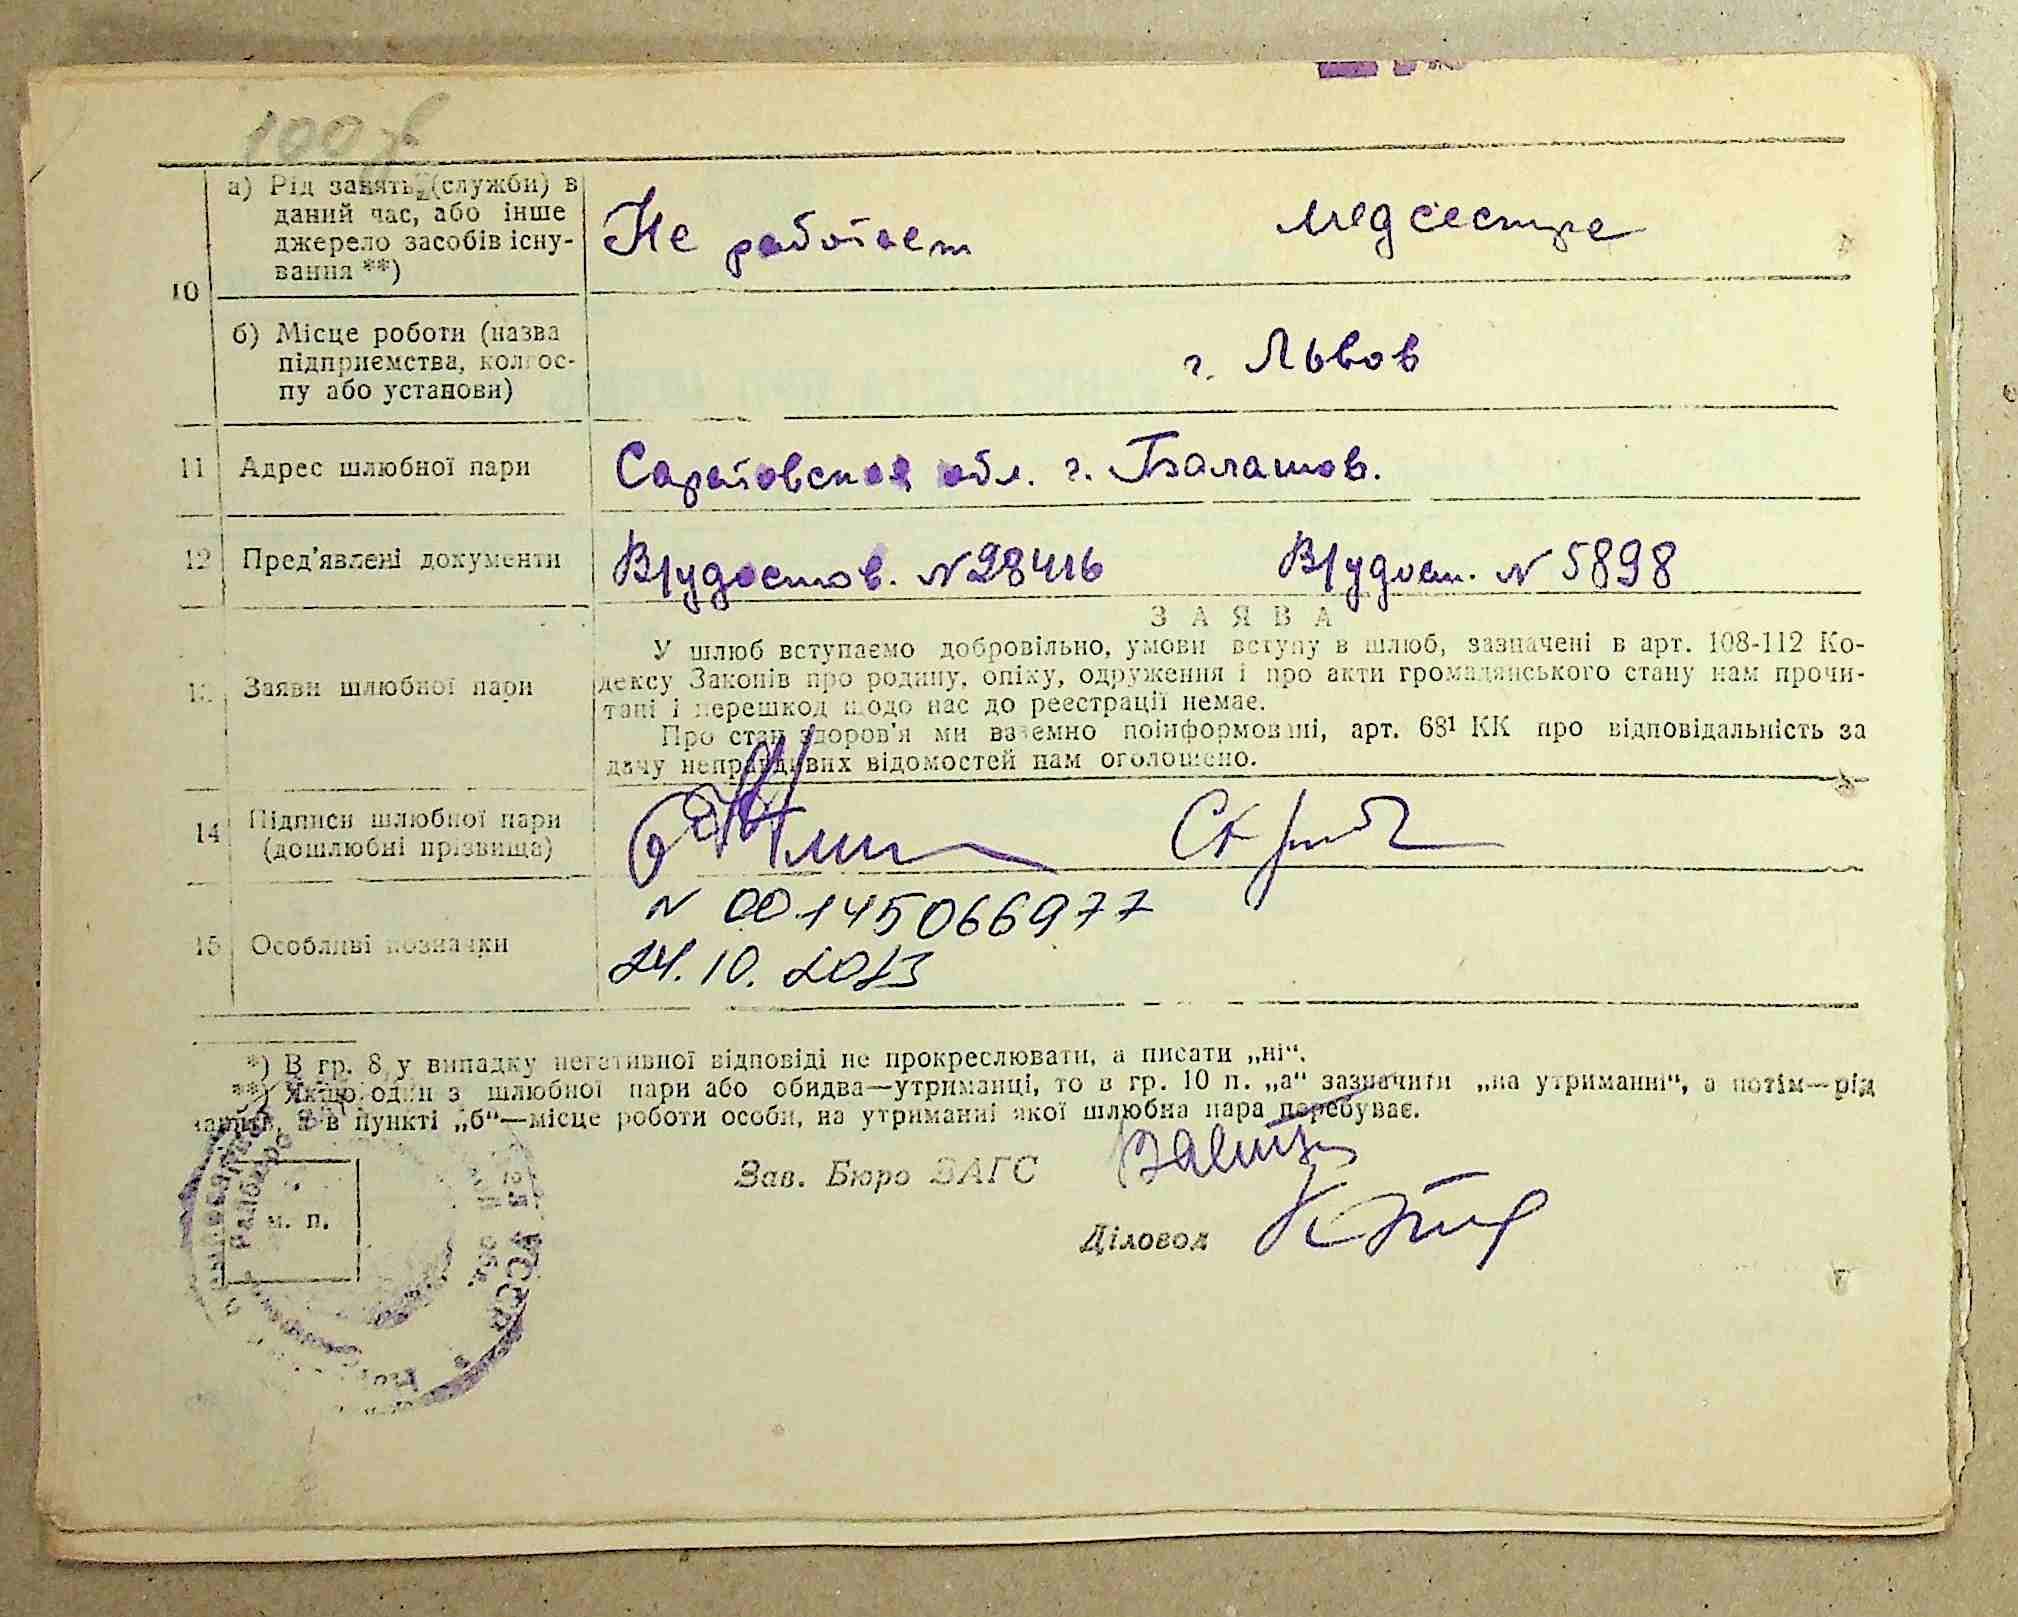 100
а) Рід занять (служби) в
даний час, або інше
джерело засобів існу-
вання **)
Не работает
медсестра
10
б) Місце роботи (назва
підприємства, колгос-
пу або установи)
г. Львов
11 Адрес шлюбної пари
Саратовская обл. г. Балашов.
12 Пред'явлені документи
В/удостов. N 28416
В/удост. N 5898
ЗАЯВА
13 Заяви шлюбної пари
У шлюб вступаємо добровільно, умови вступу в шлюб, зазначені в арт. 108-112 Ко-
дексу Законів про родину, опіку, одруження і про акти громадянського стану нам прочи-
тані і перешкод щодо нас до реєстрації немає.
Про стан здоров'я ми взаємно поінформовані, арт. 68¹ КК про відповідальність за
дачу неправдивих відомостей нам оголошено.
14 Підписи шлюбної пари
(дошлюбні прізвища)
15 Особливі позначки
N 00145066977
24.10.2013
*) В гр. 8 у випадку негативної відповіді не прокреслювати, а писати „ні“.
**) Якщо один з шлюбної пари або обидва—утриманці, то в гр. 10 п. „а“ зазначити „на утриманні“, а потім—рід
занять, а в пункті „б“—місце роботи особи, на утриманні якої шлюбна пара перебуває.
Зав. Бюро ЗАГС
м. п.
Діловод
УССР